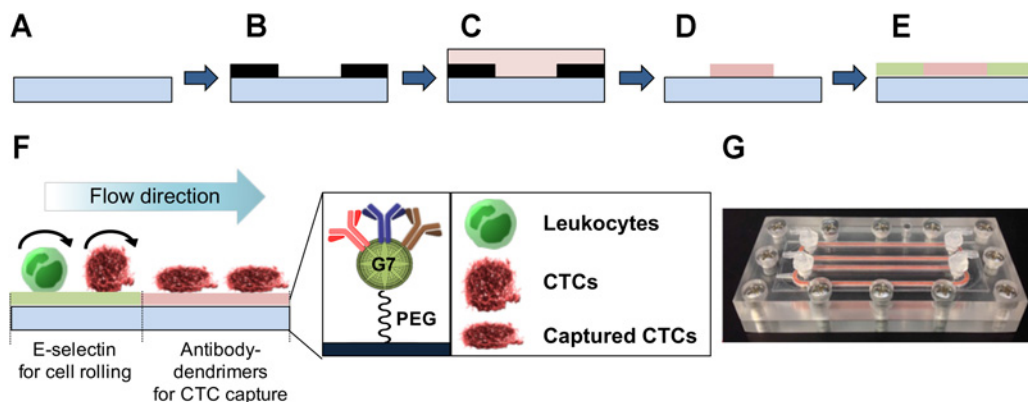 A
B
C
D
E
F
G
Flow direction
E-selectin
for cell rolling
Antibody-
dendrimers
for CTC capture
G7
PEG
Leukocytes
CTCs
Captured CTCs